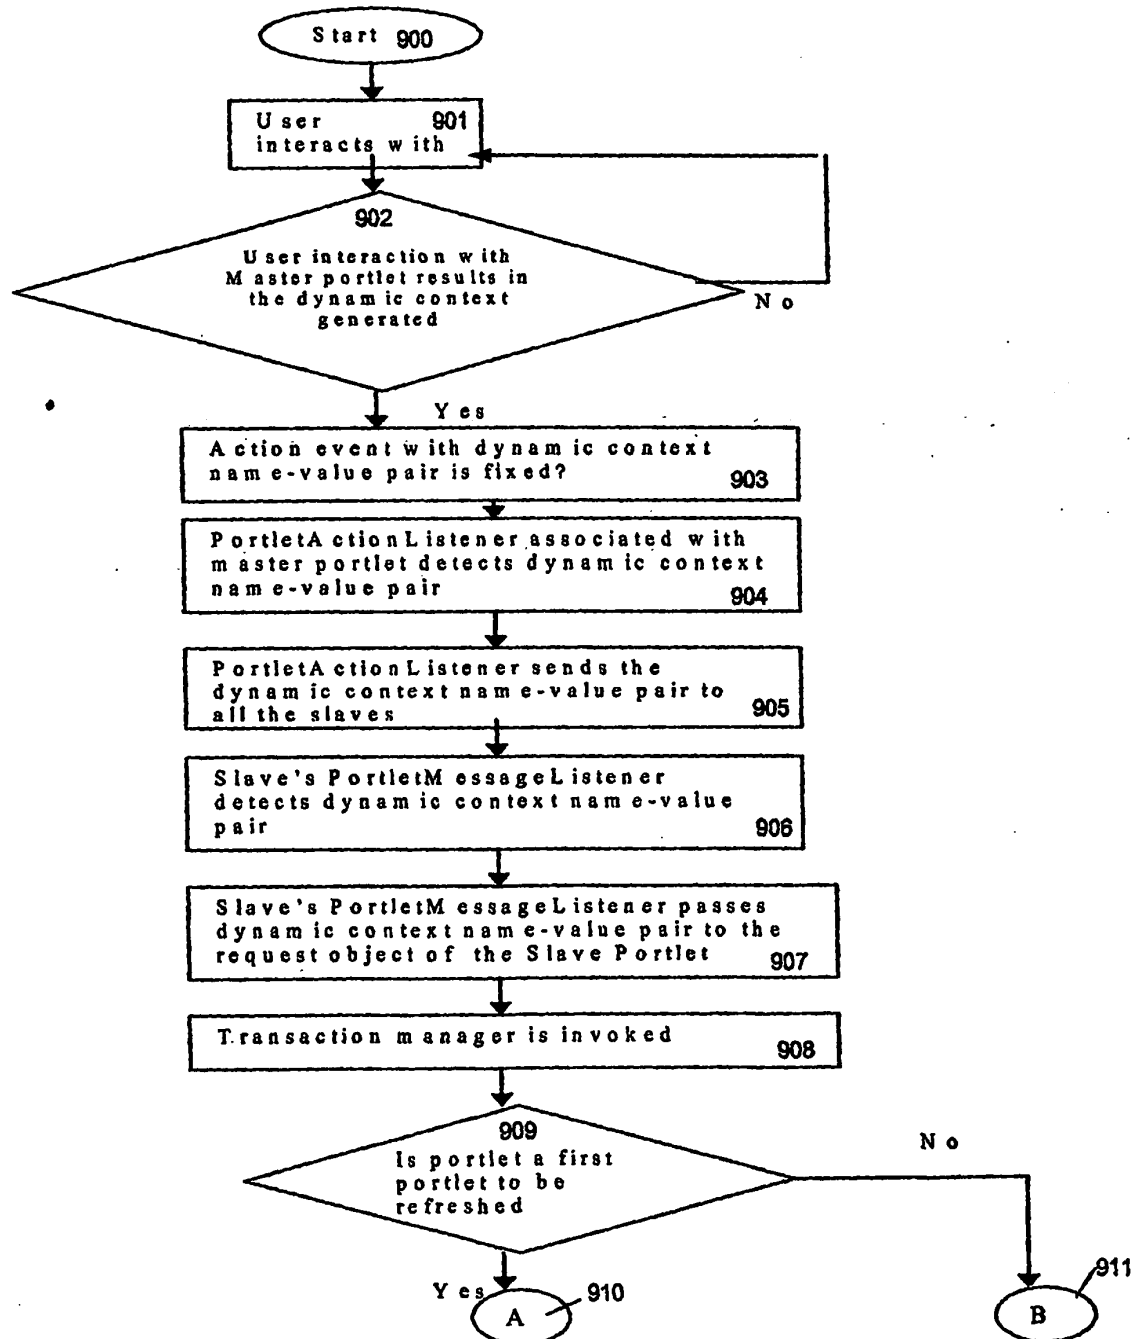 Start 900
User 901
interacts with
902
User interaction with
Master portlet results in
the dynamic context
generated
No
Yes
Action event with dynamic context
name-value pair is fixed?
903
PortletActionListener associated with
master portlet detects dynamic context
name-value pair
904
PortletActionListener sends the
dynamic context name-value pair to
all the slaves
905
Slave's PortletMessageListener
detects dynamic context name-value
pair
906
Slave's PortletMessageListener passes
dynamic context name-value pair to the
request object of the Slave Portlet
907
Transaction manager is invoked
908
909
Is portlet a first
portlet to be
refreshed
No
Yes
A
910
B
911